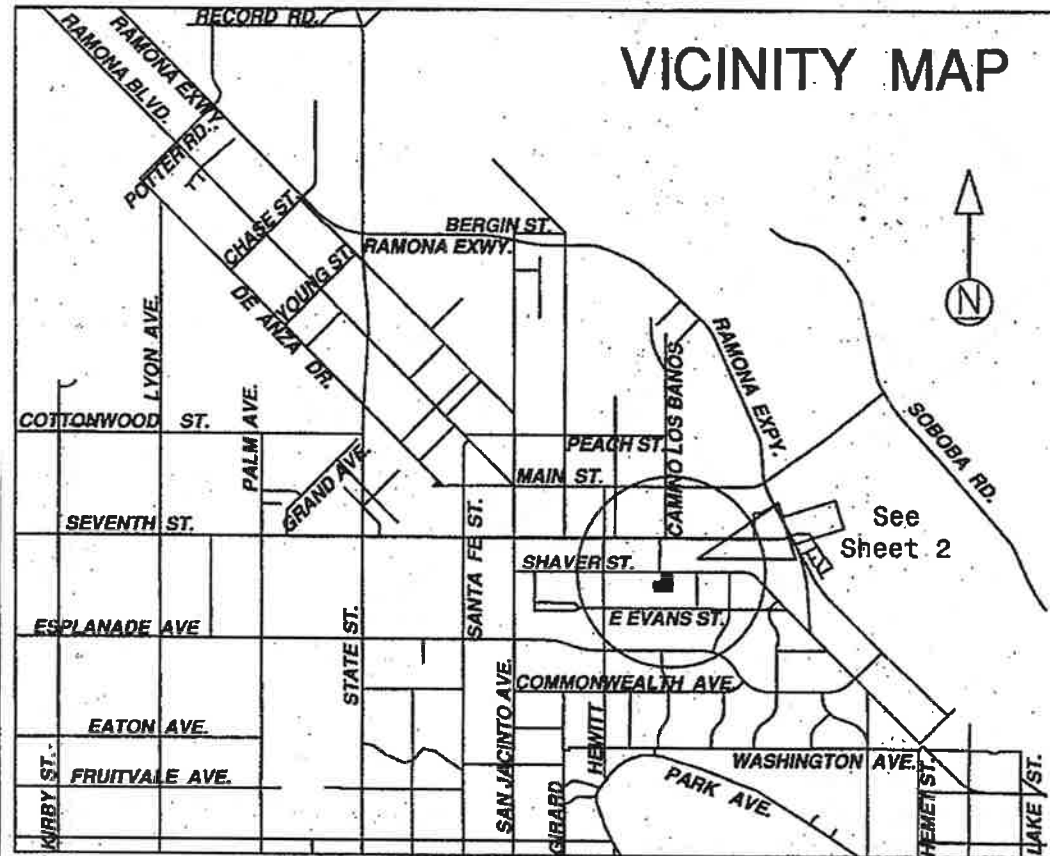 RECORD RD.
RAMONA EXWY.
RAMONA BLVD.
VICINITY MAP
POTTER RD.
CHASE ST.
BERGIN ST.
RAMONA EXWY.
YOUNG ST.
N
DE ANZA DR.
LYON AVE.
RAMONA EXPY.
SOBOBA RD.
CAMINO LOS BANOS
COTTONWOOD ST.
PALM AVE.
GRAND AVE.
PEACH ST.
MAIN ST.
SEVENTH ST.
See
Sheet 2
SHAVER ST.
SANTA FE ST.
E EVANS ST.
ESPLANADE AVE
STATE ST.
SAN JACINTO AVE.
COMMONWEALTH AVE.
HEWITT
EATON AVE.
WASHINGTON AVE.
FRUITVALE AVE.
PARK AVE.
KIRBY ST.
GIRARD
HEMET ST.
LAKE ST.